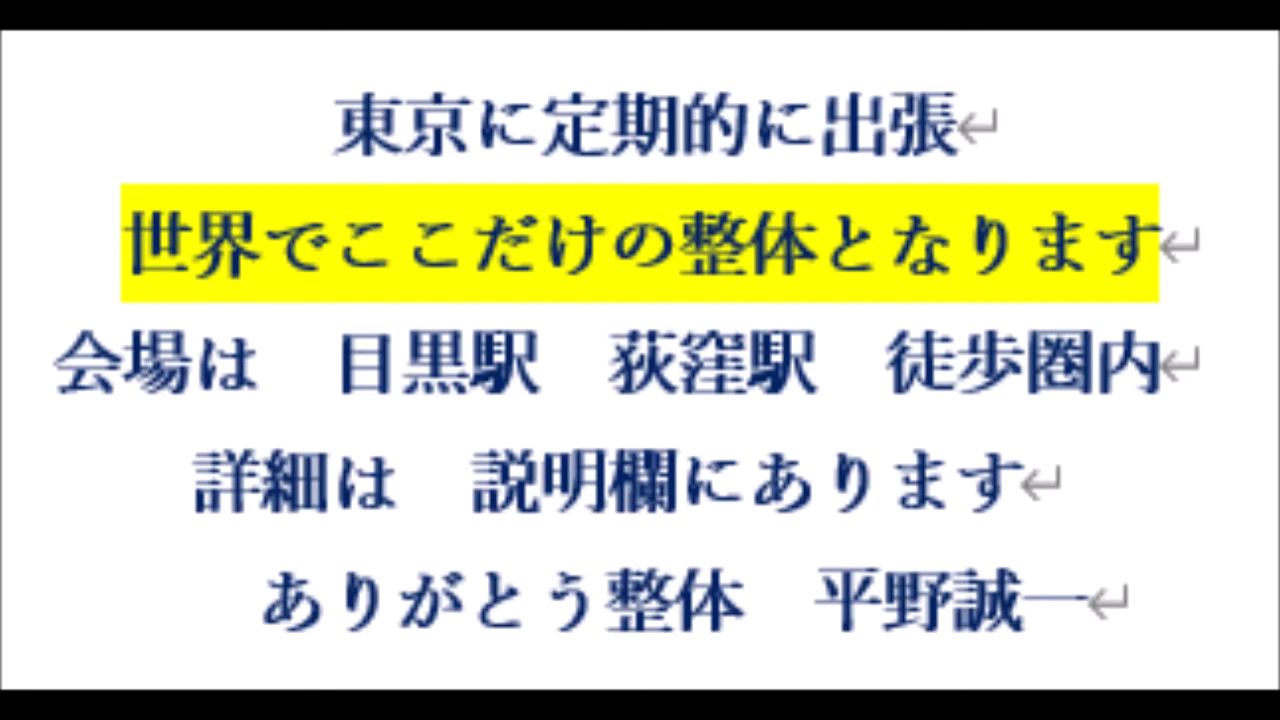 東京に定期的に出張
世界でここだけの整体となります
会場は　目黒駅　荻窪駅　徒歩圏内
詳細は　説明欄にあります
ありがとう整体　平野誠一